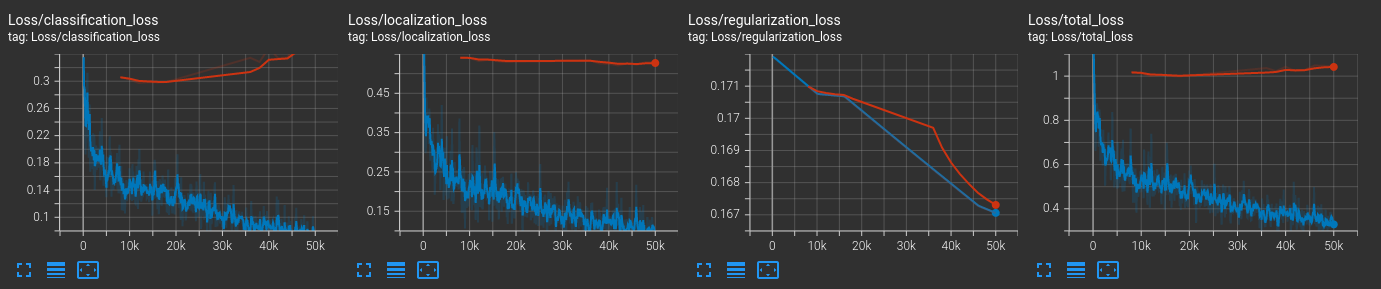 Loss/classification_loss
tag: Loss/classification_loss
0.3
0.26
0.22
0.18
0.14
0.1
0 10k 20k 30k 40k 50k
Loss/localization_loss
tag: Loss/localization_loss
0.45
0.35
0.25
0.15
0 10k 20k 30k 40k 50k
Loss/regularization_loss
tag: Loss/regularization_loss
0.171
0.17
0.169
0.168
0.167
0 10k 20k 30k 40k 50k
Loss/total_loss
tag: Loss/total_loss
1
0.8
0.6
0.4
0 10k 20k 30k 40k 50k